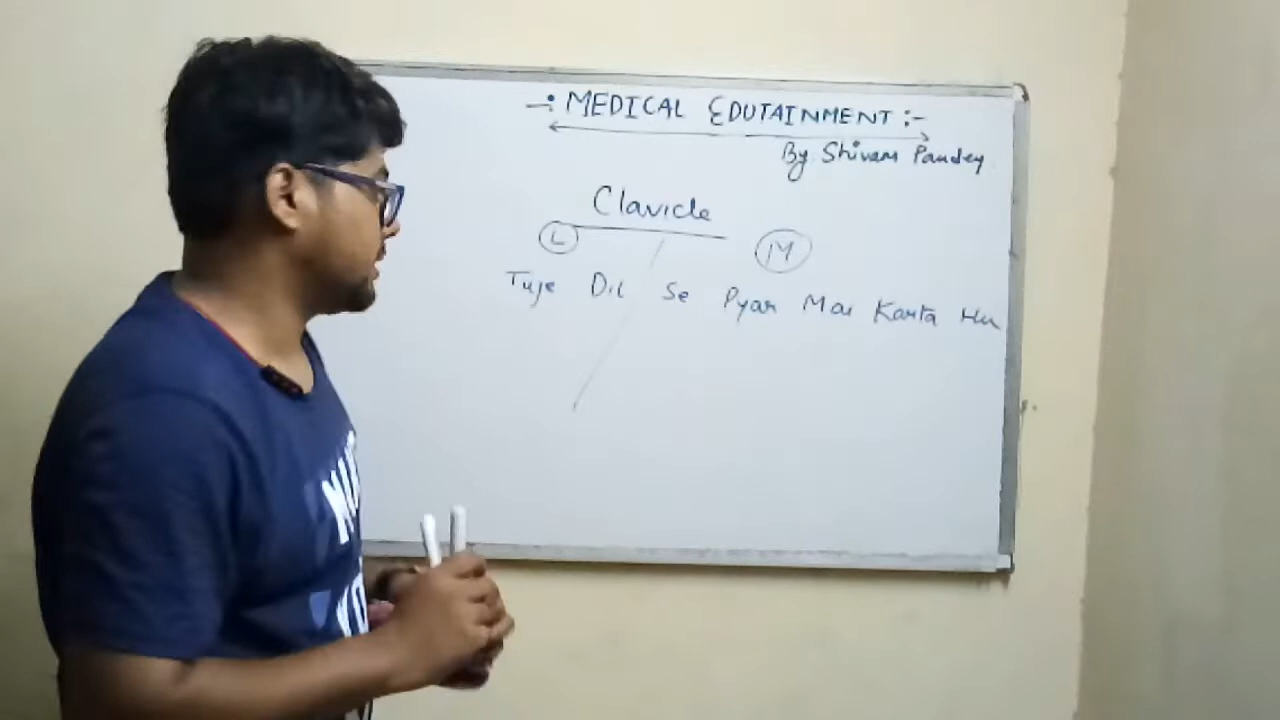 -: MEDICAL EDUTAINMENT :-
By Shivam Pandey
Clavicle
L M
Tuje Dil Se Pyar Mai Karta Hu